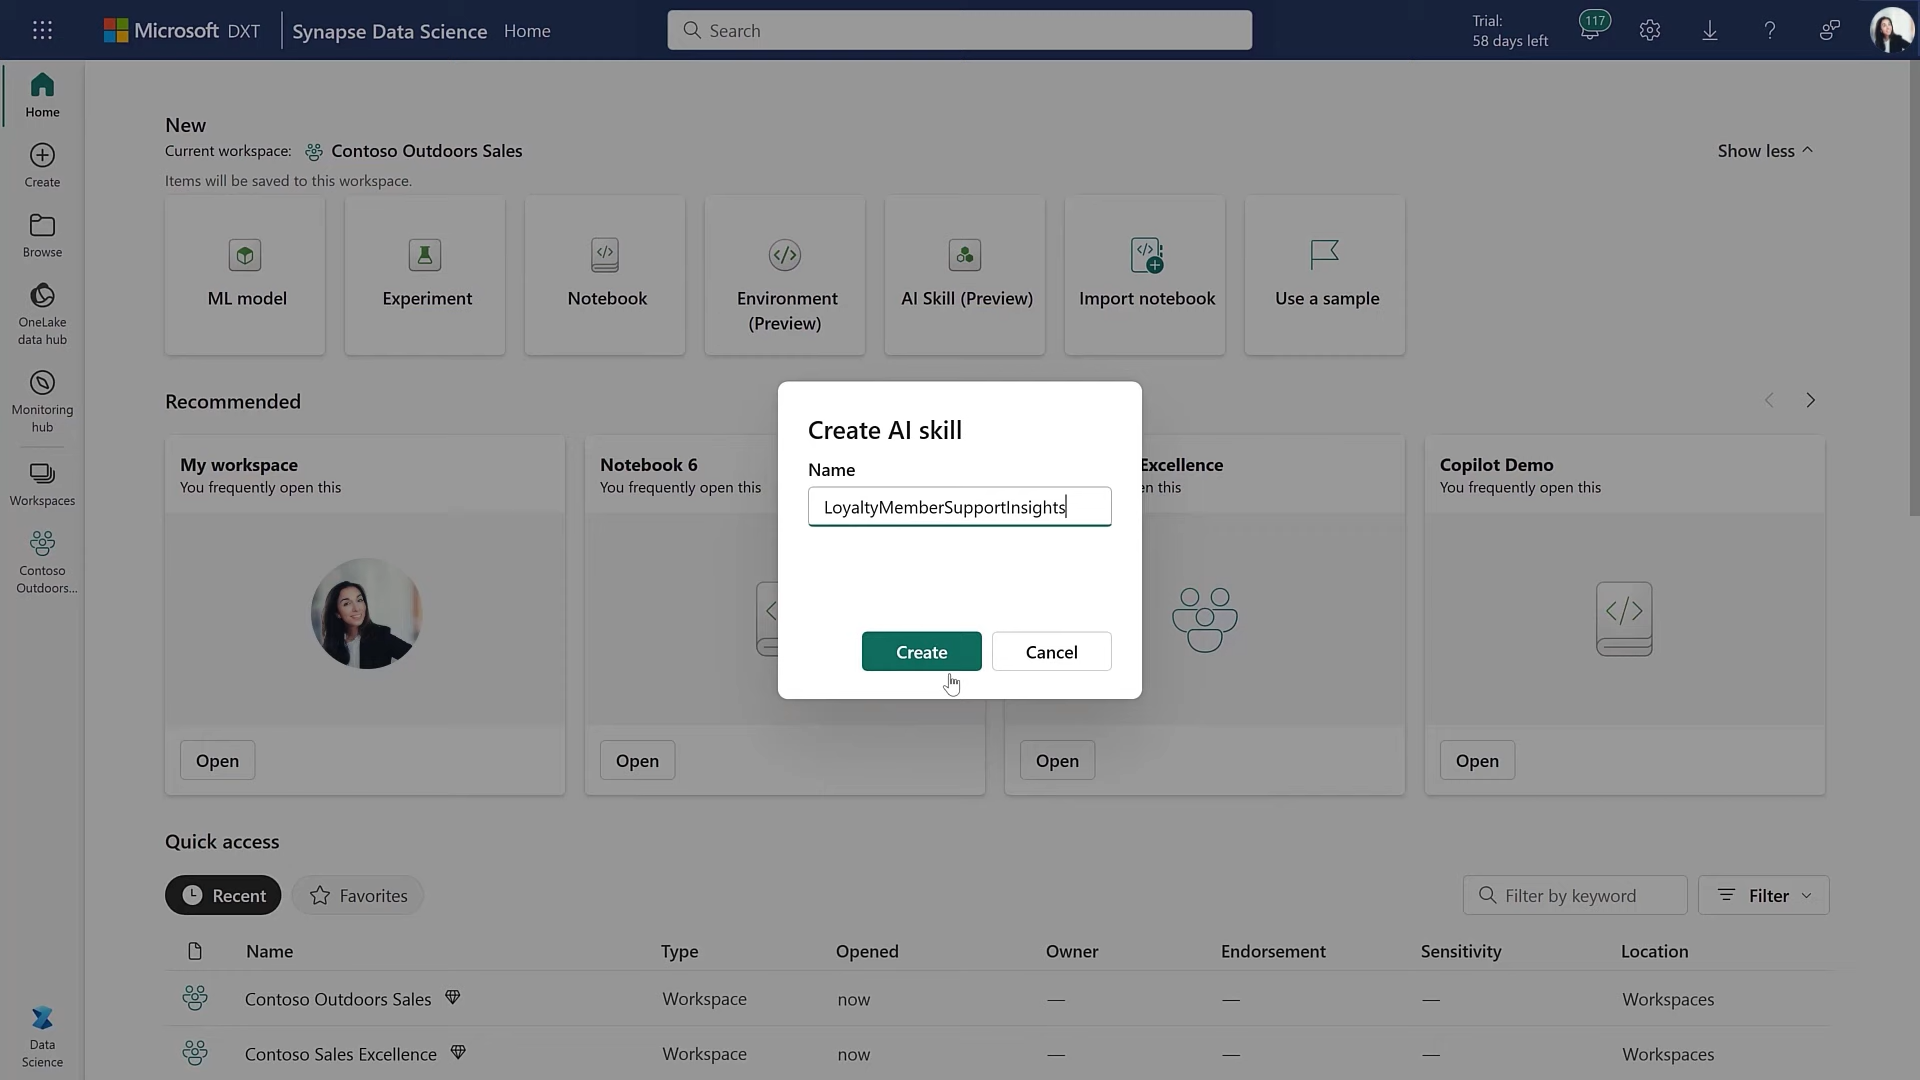 Microsoft DXT
Synapse Data Science
Home
Search
Trial:
58 days left
117
?
Home
Create
Browse
OneLake
data hub
Monitoring
hub
Workspaces
Contoso
Outdoors...
Data
Science
New
Current workspace: Contoso Outdoors Sales
Items will be saved to this workspace.
Show less
ML model
Experiment
Notebook
Environment
(Preview)
AI Skill (Preview)
Import notebook
Use a sample
Recommended
My workspace
You frequently open this
Open
Notebook 6
You frequently open this
Open
Excellence
en this
Open
Copilot Demo
You frequently open this
Open
Create AI skill
Name
LoyaltyMemberSupportInsights
Create
Cancel
Quick access
Recent
Favorites
Filter by keyword
Filter
Name Type Opened Owner Endorsement Sensitivity Location
Contoso Outdoors Sales Workspace now — — — Workspaces
Contoso Sales Excellence Workspace now — — — Workspaces